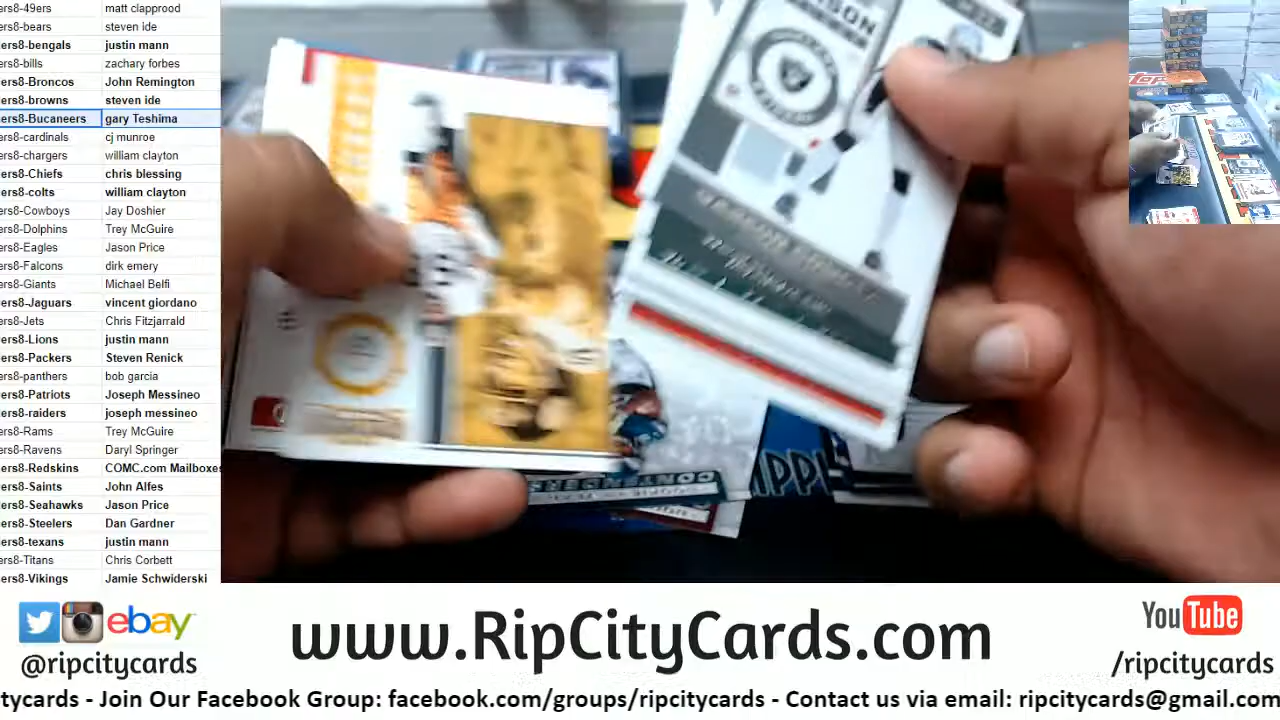 ers8-49ers matt clapprood
ers8-bears steven ide
ers8-bengals justin mann
ers8-bills zachary forbes
ers8-Broncos John Remington
ers8-browns steven ide
ers8-Bucaneers gary Teshima
ers8-cardinals cj munroe
ers8-chargers william clayton
ers8-Chiefs chris blessing
ers8-colts william clayton
ers8-Cowboys Jay Doshier
ers8-Dolphins Trey McGuire
ers8-Eagles Jason Price
ers8-Falcons dirk emery
ers8-Giants Michael Belfi
ers8-Jaguars vincent giordano
ers8-Jets Chris Fitzjarrald
ers8-Lions justin mann
ers8-Packers Steven Renick
ers8-panthers bob garcia
ers8-Patriots Joseph Messineo
ers8-raiders joseph messineo
ers8-Rams Trey McGuire
ers8-Ravens Daryl Springer
ers8-Redskins COMC.com Mailboxes
ers8-Saints John Alfes
ers8-Seahawks Jason Price
ers8-Steelers Dan Gardner
ers8-texans justin mann
ers8-Titans Chris Corbett
ers8-Vikings Jamie Schwiderski
CONTENDERS
ebay
@ripcitycards
www.RipCityCards.com
YouTube
/ripcitycards
tycards - Join Our Facebook Group: facebook.com/groups/ripcitycards - Contact us via email: ripcitycards@gmail.com